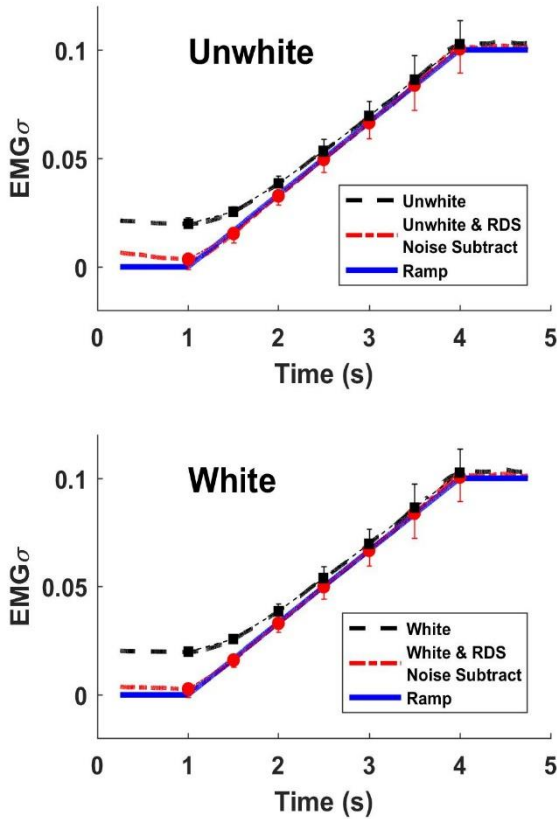 Unwhite
0.1
0.05
0
EMGσ
Unwhite
Unwhite & RDS
Noise Subtract
Ramp
0 1 2 3 4 5
Time (s)
White
0.1
0.05
0
EMGσ
White
White & RDS
Noise Subtract
Ramp
0 1 2 3 4 5
Time (s)